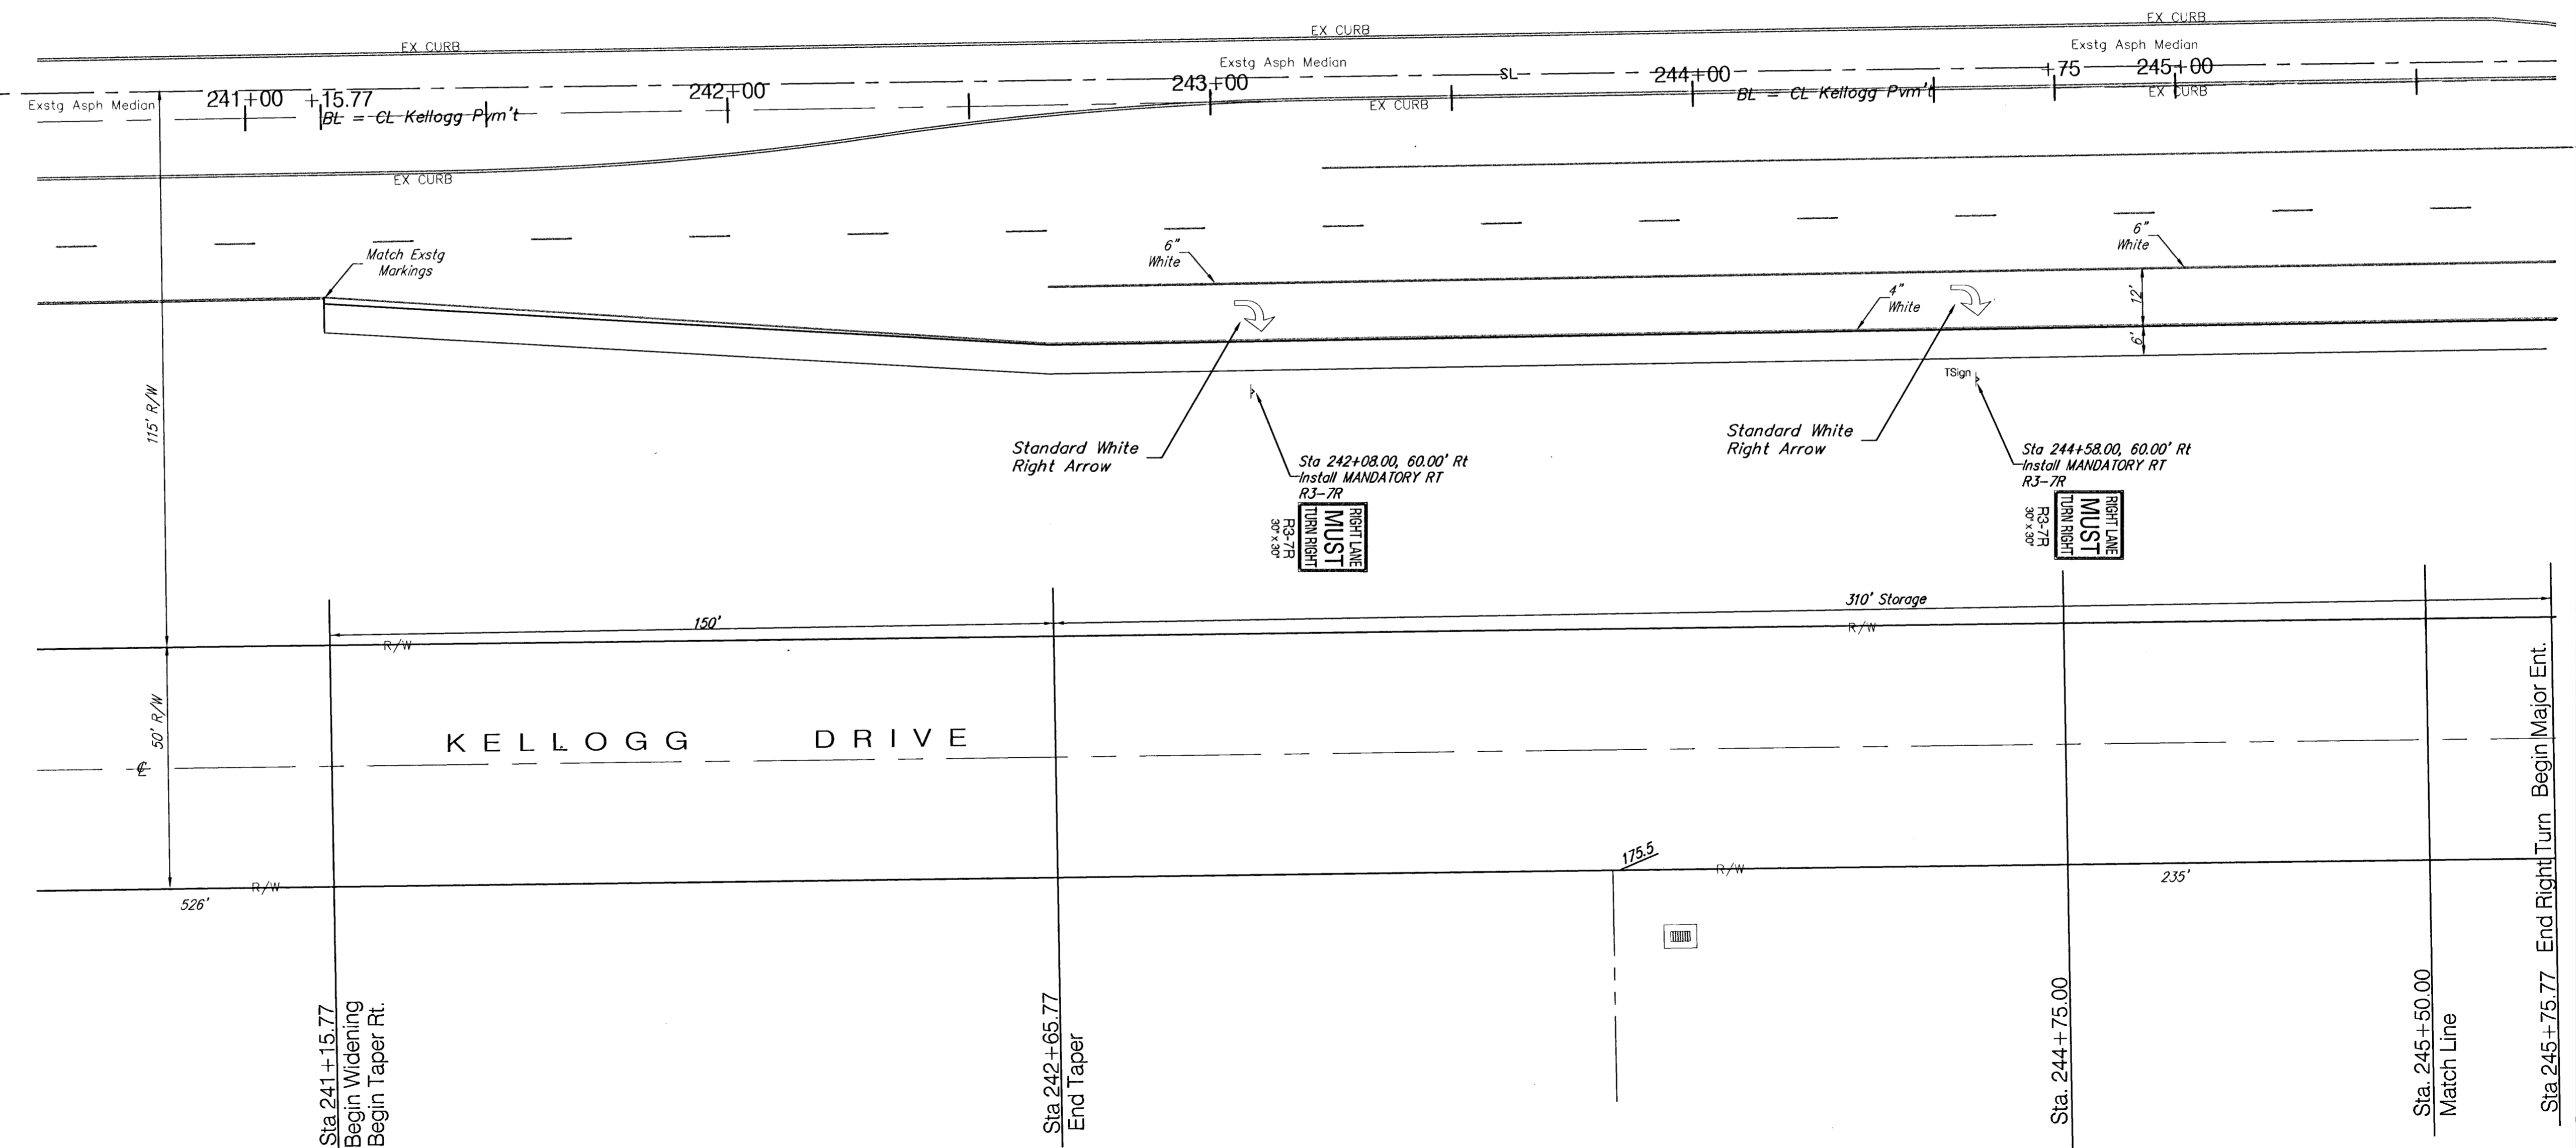 EX CURB
EX CURB
EX CURB
Exstg Asph Median
Exstg Asph Median
Exstg Asph Median
241+00
+15.77
242+00
243+00
SL
244+00
+75
245+00
BL = CL Kellogg Pvm't
BL = CL Kellogg Pvm't
EX CURB
EX CURB
EX CURB
Match Exstg
Markings
6"
White
6"
White
4"
White
12'
6'
115' R/W
TSign
Standard White
Right Arrow
Sta 242+08.00, 60.00' Rt
Install MANDATORY RT
R3-7R
RIGHT LANE
MUST
TURN RIGHT
R3-7R
30" x 30"
Standard White
Right Arrow
Sta 244+58.00, 60.00' Rt
Install MANDATORY RT
R3-7R
RIGHT LANE
MUST
TURN RIGHT
R3-7R
30" x 30"
150'
310' Storage
R/W
R/W
50' R/W
KELLOGG DRIVE
℄
175.5
R/W
R/W
526'
235'
Sta 241+15.77
Begin Widening
Begin Taper Rt.
Sta 242+65.77
End Taper
Sta. 244+75.00
Sta. 245+50.00
Match Line
Sta 245+75.77 End Right Turn Begin Major Ent.